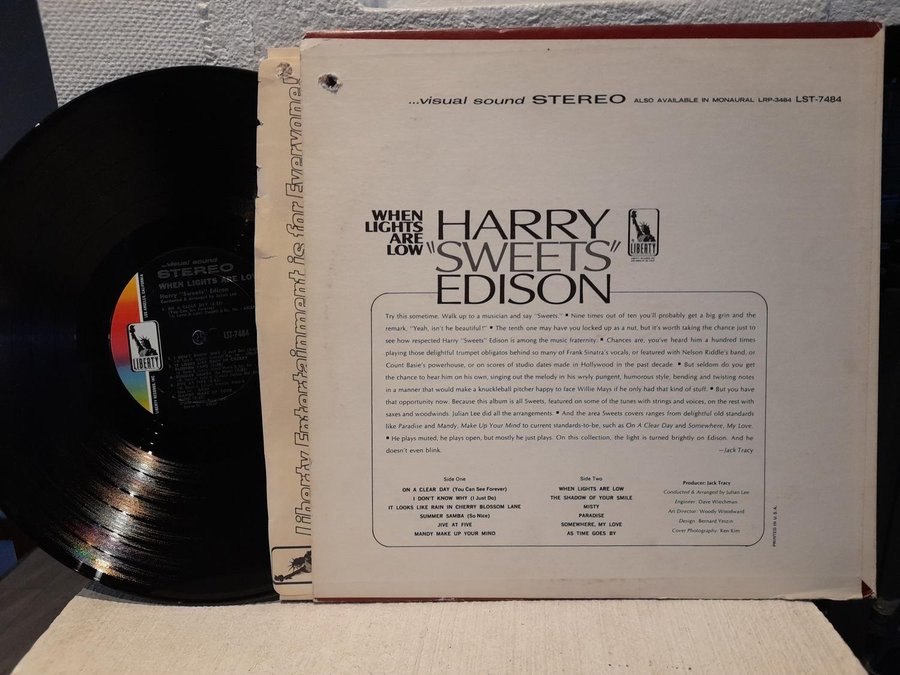 ...visual sound STEREO ALSO AVAILABLE IN MONAURAL LRP-3484 LST-7484
WHEN
LIGHTS
ARE
LOW
HARRY
"SWEETS"
EDISON
LIBERTY
Try this sometime. Walk up to a musician and say "Sweets." ▪ Nine times out of ten you'll probably get a big grin and the
remark, "Yeah, isn't he beautiful!" ▪ The tenth one may have you locked up as a nut, but it's worth taking the chance just to
see how respected Harry "Sweets" Edison is among the music fraternity. ▪ Chances are, you've heard him a hundred times
playing those delightful trumpet obligatos behind so many of Frank Sinatra's vocals, or featured with Nelson Riddle's band, or
Count Basie's powerhouse, or on scores of studio dates made in Hollywood in the past decade. ▪ But seldom do you get
the chance to hear him on his own, singing out the melody in his wryly pungent, humorous style, bending and twisting notes
in a manner that would make a knuckleball pitcher happy to face Willie Mays if he only had that kind of stuff. ▪ But you have
that opportunity now. Because this album is all Sweets, featured on some of the tunes with strings and voices, on the rest with
saxes and woodwinds. Julian Lee did all the arrangements. ▪ And the area Sweets covers ranges from delightful old standards
like Paradise and Mandy, Make Up Your Mind to current standards-to-be, such as On A Clear Day and Somewhere, My Love.
▪ He plays muted, he plays open, but mostly he just plays. On this collection, the light is turned brightly on Edison. And he
doesn't even blink.
—Jack Tracy
Side One
ON A CLEAR DAY (You Can See Forever)
I DON'T KNOW WHY (I Just Do)
IT LOOKS LIKE RAIN IN CHERRY BLOSSOM LANE
SUMMER SAMBA (So Nice)
JIVE AT FIVE
MANDY MAKE UP YOUR MIND
Side Two
WHEN LIGHTS ARE LOW
THE SHADOW OF YOUR SMILE
MISTY
PARADISE
SOMEWHERE, MY LOVE
AS TIME GOES BY
Producer: Jack Tracy
Conducted & Arranged by Julian Lee
Engineer: Dave Wiechman
Art Director: Woody Woodward
Design: Bernard Yeszin
Cover Photography: Ken Kim
PRINTED IN U.S.A.
Liberty Entertainment is for Everyone!
...visual sound
STEREO
WHEN LIGHTS ARE LOW
Harry "Sweets" Edison
Conducted & arranged by Julian Lee
LST-7484
LIBERTY